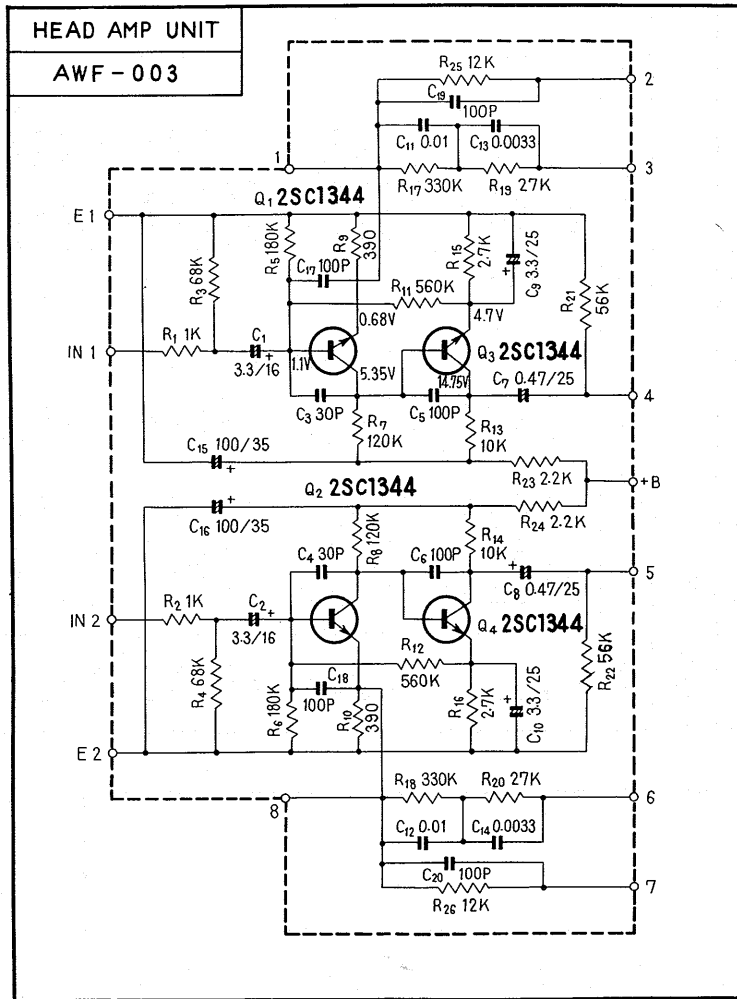 HEAD AMP UNIT
AWF-003
R25 12K
2
C19
100P
C11 0.01
C13 0.0033
1
3
R17 330K
R19 27K
Q1 2SC1344
E1
R3 68K
R5 180K
C17 100P
R9 390
R15 2.7K
C9 3.3/25
+
R11 560K
R21 56K
0.68V
4.7V
IN 1
R1 1K
C1
3.3/16
+
1.1V
5.35V
Q3 2SC1344
14.75V
C7 0.47/25
4
C3 30P
C5 100P
R7
120K
R13
10K
C15 100/35
+
R23 2.2K
+B
Q2 2SC1344
R24 2.2K
C16 100/35
+
R8 120K
R14
10K
C4 30P
C6 100P
+
C8 0.47/25
5
IN 2
R2 1K
C2
+
3.3/16
Q4 2SC1344
R12
560K
R4 68K
C18
100P
R6 180K
R10 390
R16 2.7K
+
C10 3.3/25
R22 56K
E2
8
R18 330K
R20 27K
6
C12 0.01
C14 0.0033
C20 100P
7
R26 12K